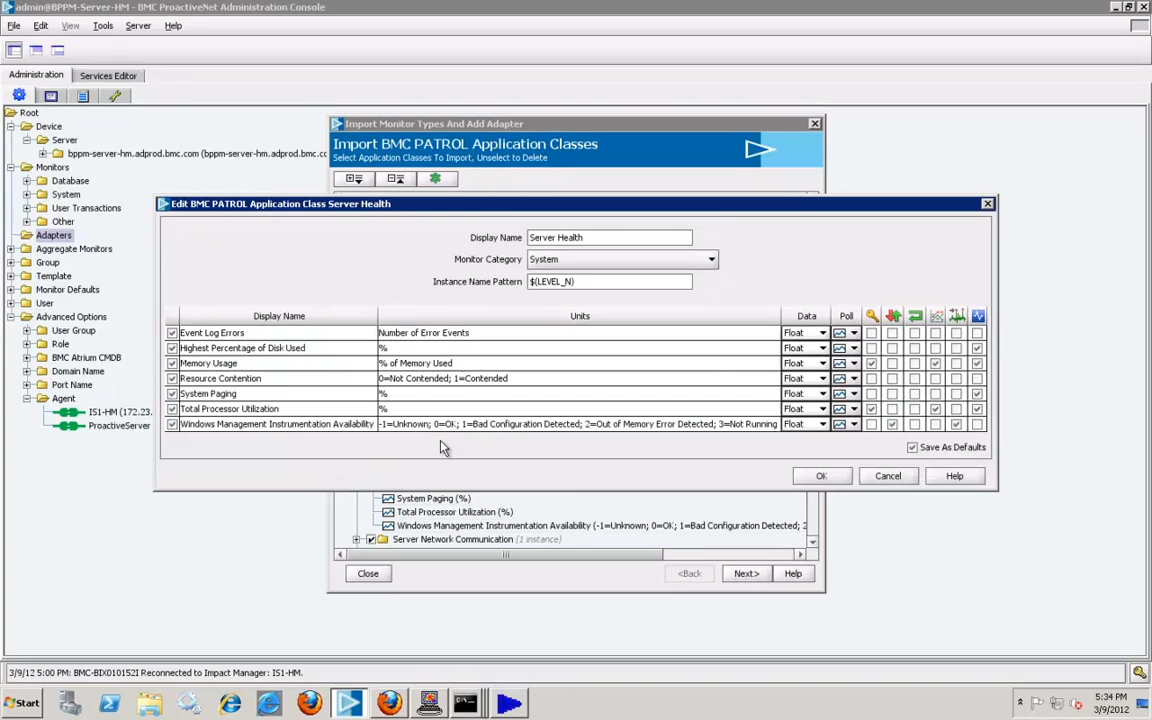 admin@BPPM-Server-HM - BMC ProactiveNet Administration Console
File Edit View Tools Server Help
Administration Services Editor
Root
Device
Server
bppm-server-hm.adprod.bmc.com (bppm-server-hm.adprod.bmc.cc
Monitors
Database
System
User Transactions
Other
Adapters
Aggregate Monitors
Group
Template
Monitor Defaults
User
Advanced Options
User Group
Role
BMC Atrium CMDB
Domain Name
Port Name
Agent
IS1-HM (172.23.
ProactiveServer
Import Monitor Types And Add Adapter
Import BMC PATROL Application Classes
Select Application Classes To Import, Unselect to Delete
Edit BMC PATROL Application Class Server Health
Display Name Server Health
Monitor Category System
Instance Name Pattern $(LEVEL_N)
Display Name Units Data Poll
Event Log Errors Number of Error Events Float
Highest Percentage of Disk Used % Float
Memory Usage % of Memory Used Float
Resource Contention 0=Not Contended; 1=Contended Float
System Paging % Float
Total Processor Utilization % Float
Windows Management Instrumentation Availability -1=Unknown; 0=OK; 1=Bad Configuration Detected; 2=Out of Memory Error Detected; 3=Not Running Float
Save As Defaults
OK Cancel Help
System Paging (%)
Total Processor Utilization (%)
Windows Management Instrumentation Availability (-1=Unknown; 0=OK; 1=Bad Configuration Detected; 2
Server Network Communication (1 instance)
Close <Back Next> Help
3/9/12 5:00 PM: BMC-BIX010152I Reconnected to Impact Manager: IS1-HM.
Start
5:34 PM
3/9/2012